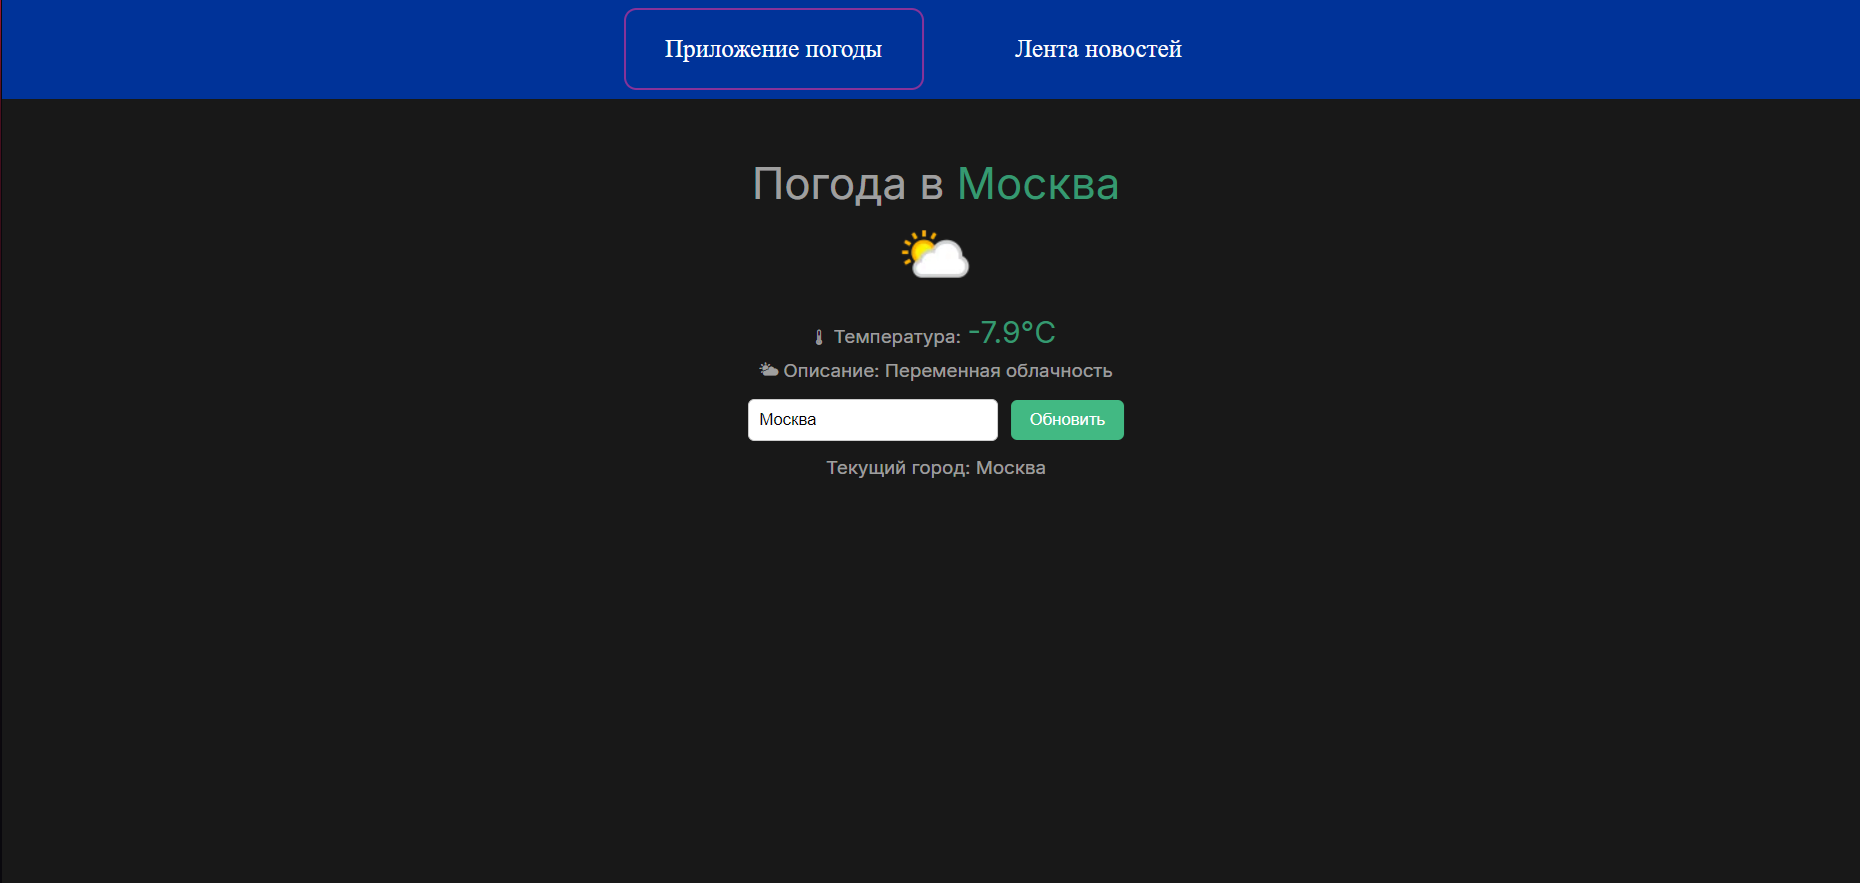 Приложение погоды Лента новостей
Погода в Москва
Температура: -7.9°C
Описание: Переменная облачность
Москва Обновить
Текущий город: Москва